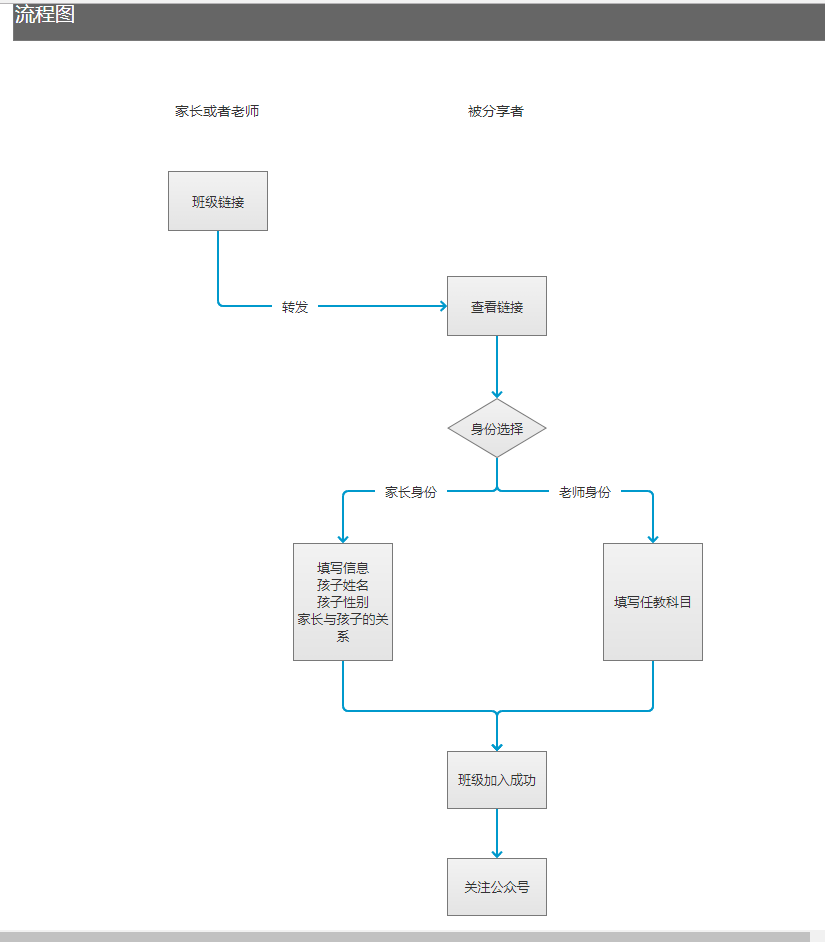 流程图
家长或者老师
被分享者
班级链接
转发
查看链接
身份选择
家长身份
老师身份
填写信息
孩子姓名
孩子性别
家长与孩子的关
系
填写任教科目
班级加入成功
关注公众号